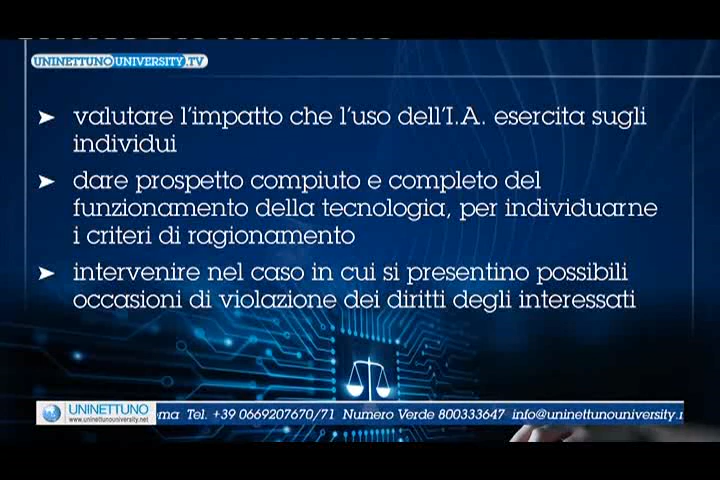 UNINETTUNOUNIVERSITY.TV
➤ valutare l'impatto che l'uso dell'I.A. esercita sugli
individui
➤ dare prospetto compiuto e completo del
funzionamento della tecnologia, per individuarne
i criteri di ragionamento
➤ intervenire nel caso in cui si presentino possibili
occasioni di violazione dei diritti degli interessati
UNINETTUNO
www.uninettunouniversity.net
Tel. +39 0669207670/71 Numero Verde 800333647 info@uninettunouniversity.